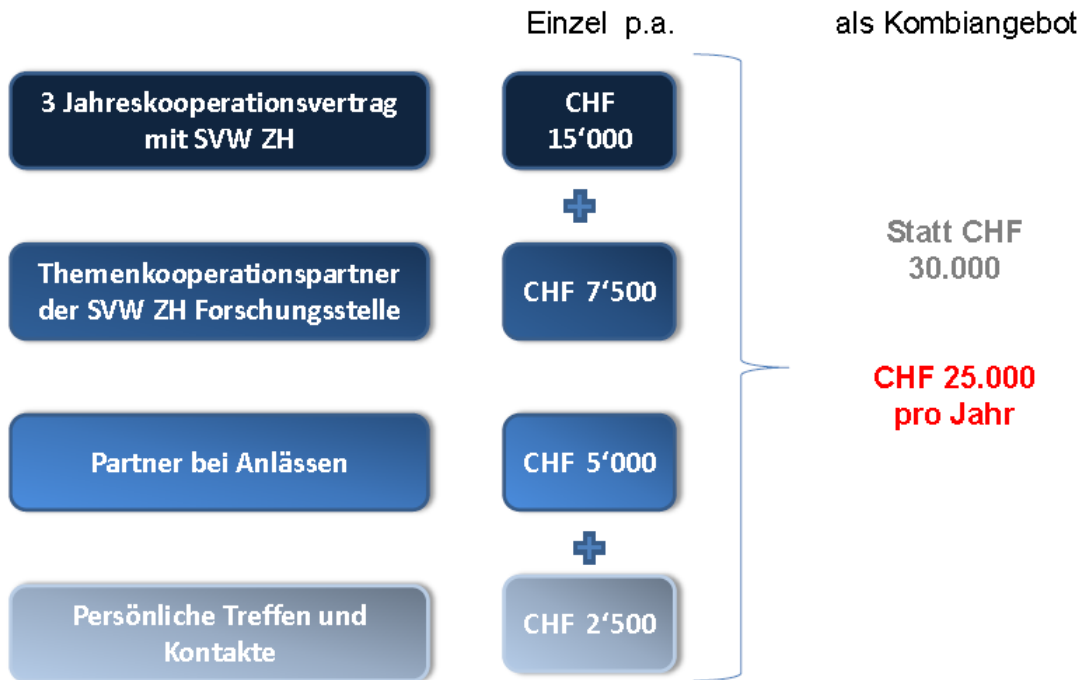 Einzel p.a.
als Kombiangebot
3 Jahreskooperationsvertrag
mit SVW ZH
CHF
15‘000
Themenkooperationspartner
der SVW ZH Forschungsstelle
CHF 7‘500
Statt CHF
30.000
CHF 25.000
pro Jahr
Partner bei Anlässen
CHF 5‘000
Persönliche Treffen und
Kontakte
CHF 2‘500